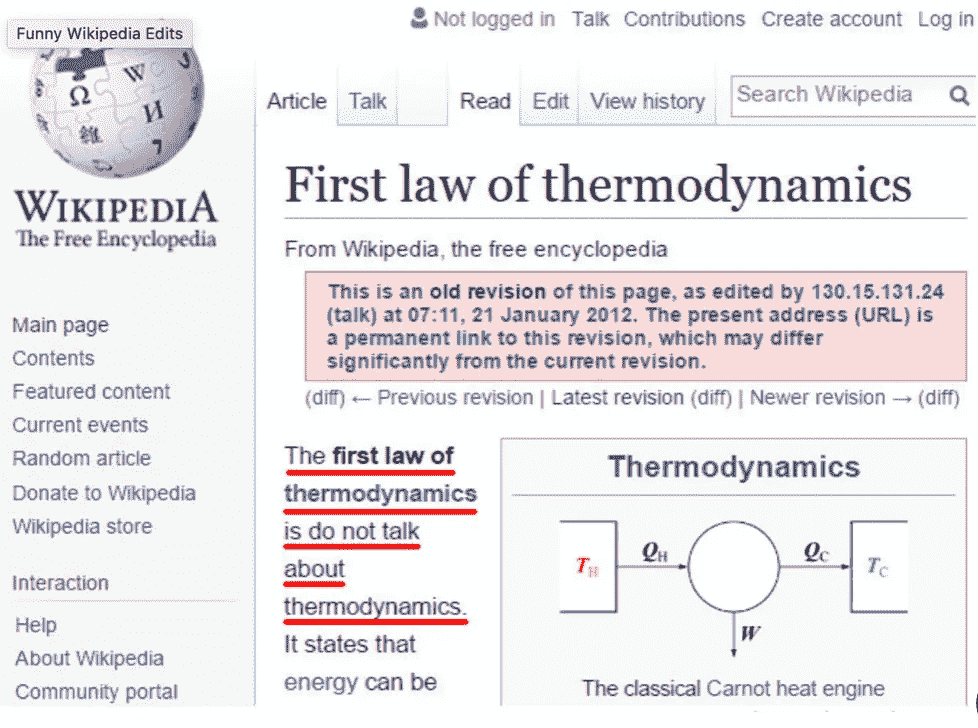 Not logged in Talk Contributions Create account Log in
Funny Wikipedia Edits
Article Talk Read Edit View history Search Wikipedia
Ω W И 維 7
WIKIPEDIA
The Free Encyclopedia
Main page
Contents
Featured content
Current events
Random article
Donate to Wikipedia
Wikipedia store
Interaction
Help
About Wikipedia
Community portal
First law of thermodynamics
From Wikipedia, the free encyclopedia
This is an old revision of this page, as edited by 130.15.131.24
(talk) at 07:11, 21 January 2012. The present address (URL) is
a permanent link to this revision, which may differ
significantly from the current revision.
(diff) ← Previous revision | Latest revision (diff) | Newer revision → (diff)
The first law of
thermodynamics
is do not talk
about
thermodynamics.
It states that
energy can be
Thermodynamics
T_H Q_H Q_C T_C
W
The classical Carnot heat engine